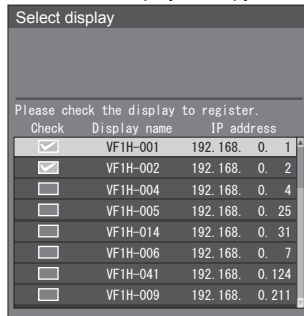 Select display
Please check the display to register.
Check Display name IP address
VF1H-001 192.168. 0. 1
VF1H-002 192.168. 0. 2
VF1H-004 192.168. 0. 4
VF1H-005 192.168. 0. 25
VF1H-014 192.168. 0. 31
VF1H-006 192.168. 0. 7
VF1H-041 192.168. 0.124
VF1H-009 192.168. 0.211